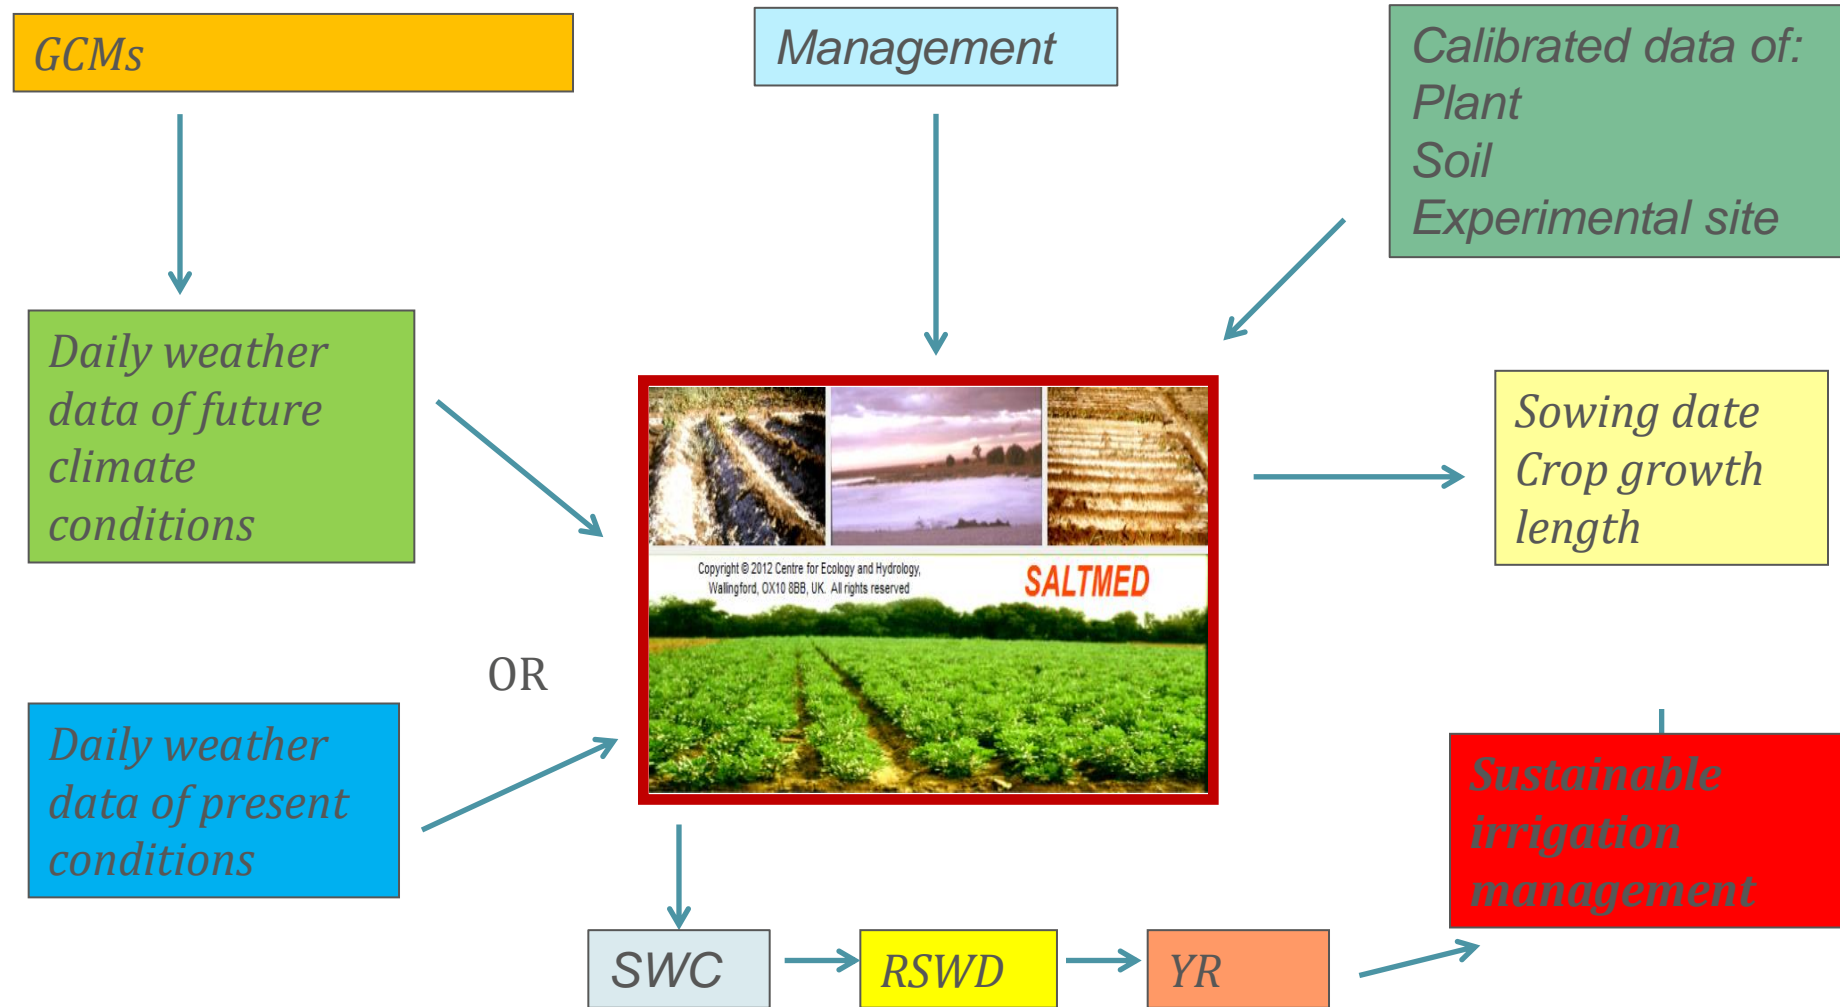 GCMs
Management
Calibrated data of:
Plant
Soil
Experimental site
Daily weather
data of future
climate
conditions
Sowing date
Crop growth
length
Copyright © 2012 Centre for Ecology and Hydrology,
Wallingford, OX10 8BB, UK. All rights reserved
SALTMED
OR
Daily weather
data of present
conditions
Sustainable
irrigation
management
SWC
RSWD
YR